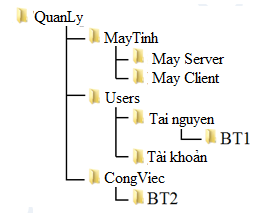 QuanLy
MayTinh
May Server
May Client
Users
Tai nguyen
BT1
Tài khoản
CongViec
BT2